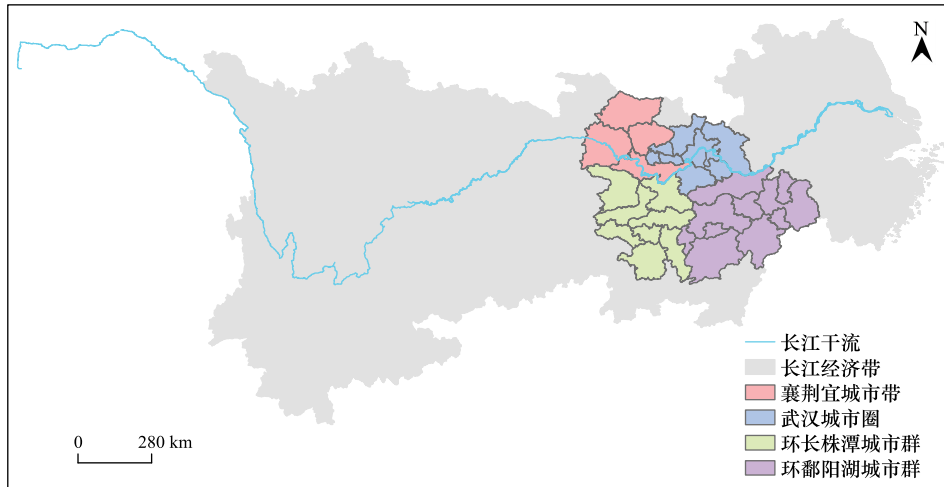 N
长江干流
长江经济带
襄荆宜城市带
武汉城市圈
环长株潭城市群
环鄱阳湖城市群
0 280 km